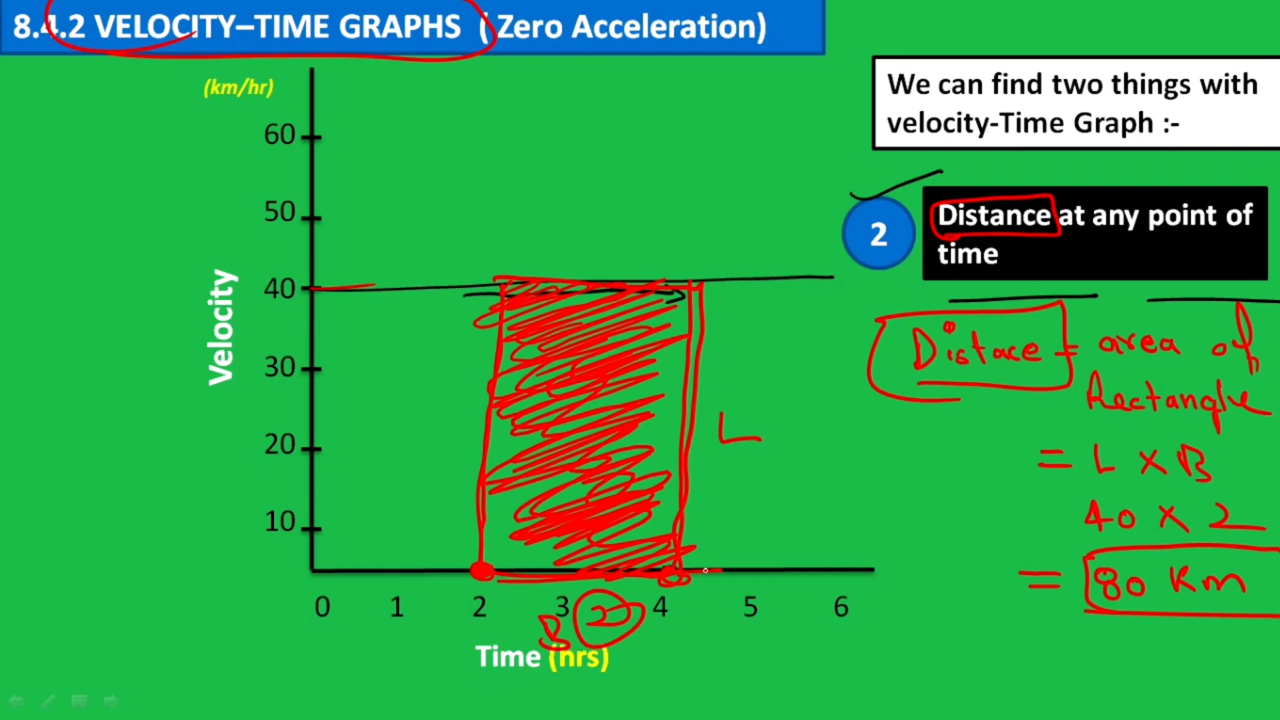 8.4.2 VELOCITY–TIME GRAPHS ( Zero Acceleration)
(km/hr)
We can find two things with
velocity-Time Graph :-
60
50
2
Distance at any point of
time
Velocity
40
30
20
10
Distace = area of
Rectangle
= L X B
40 X 2
= 80 Km
L
0 1 2 3 4 5 6
B 2
Time (hrs)